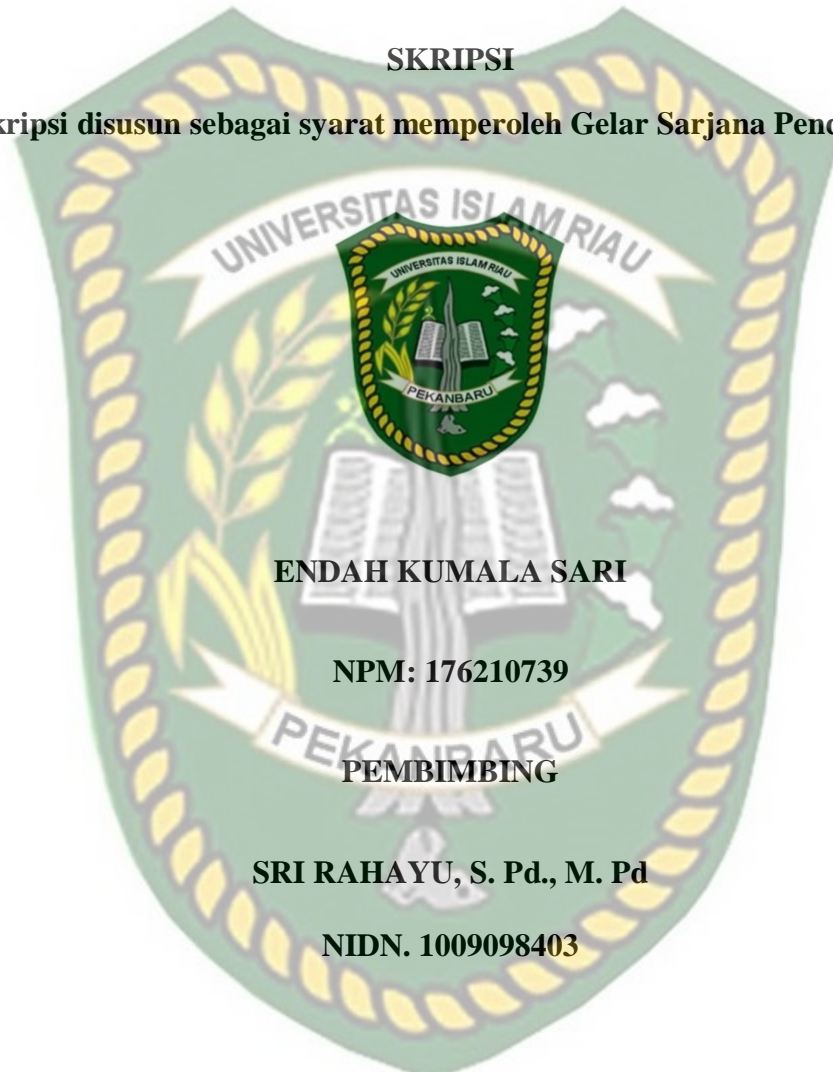 SKRIPSI
kripsi disusun sebagai syarat memperoleh Gelar Sarjana Pend
UNIVERSITAS ISLAM RIAU
UNIVERSITAS ISLAM RIAU
PEKANBARU
ENDAH KUMALA SARI
NPM: 176210739
PEKANBARU
PEMBIMBING
SRI RAHAYU, S. Pd., M. Pd
NIDN. 1009098403